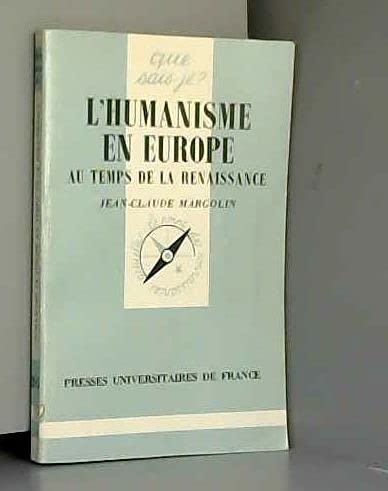 que
sais-je?
L'HUMANISME
EN EUROPE
AU TEMPS DE LA RENAISSANCE
JEAN-CLAUDE MARGOLIN
PRESSES UNIVERSITAIRES DE FRANCE